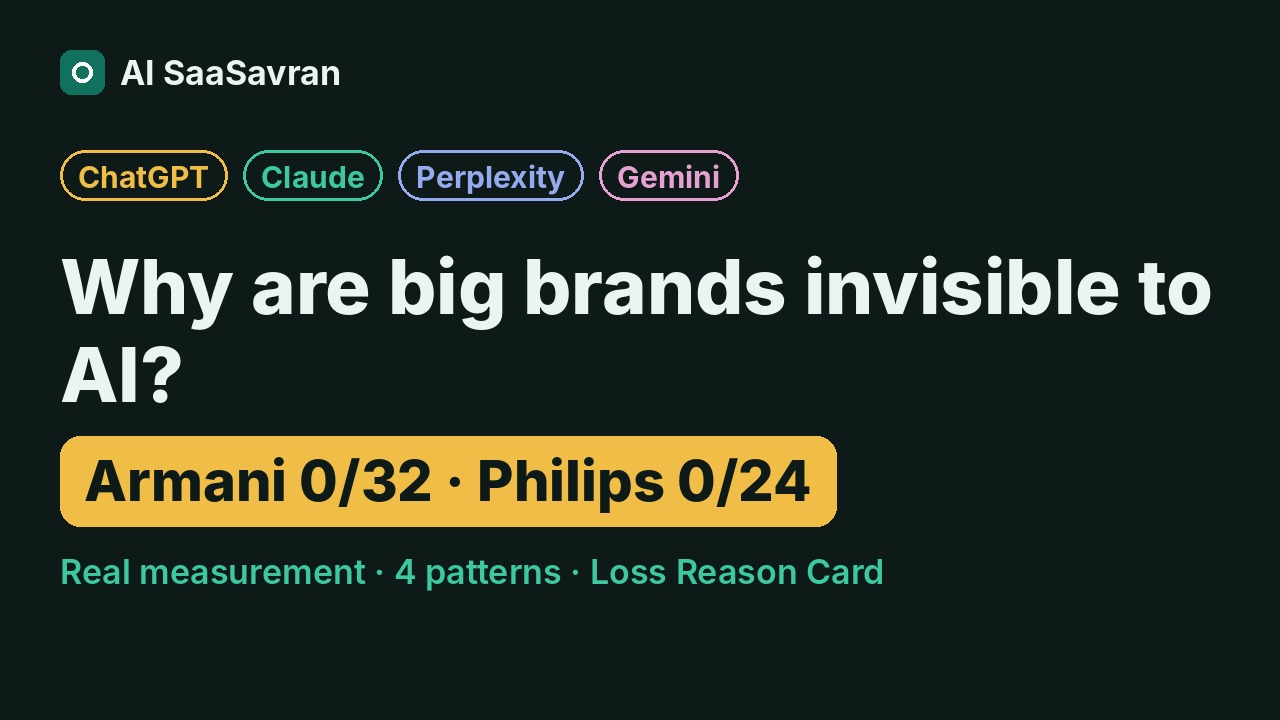 AI SaaSavran
ChatGPT Claude Perplexity Gemini
Why are big brands invisible to
AI?
Armani 0/32 · Philips 0/24
Real measurement · 4 patterns · Loss Reason Card